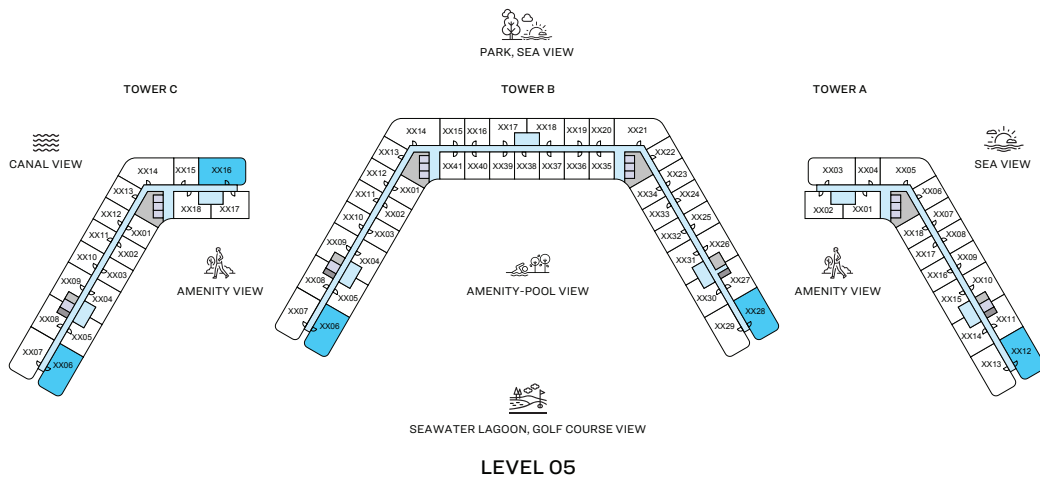 PARK, SEA VIEW
TOWER C
TOWER B
TOWER A
CANAL VIEW
SEA VIEW
XX14
XX15
XX16
XX13
XX12
XX11
XX10
XX09
XX08
XX07
XX18
XX17
XX01
XX02
XX03
XX04
XX05
XX06
AMENITY VIEW
XX14
XX15
XX16
XX17
XX18
XX19
XX20
XX21
XX13
XX12
XX11
XX10
XX09
XX08
XX07
XX41
XX40
XX39
XX38
XX37
XX36
XX35
XX01
XX02
XX03
XX04
XX05
XX06
XX22
XX23
XX24
XX25
XX26
XX27
XX28
XX34
XX33
XX32
XX31
XX30
XX29
AMENITY-POOL VIEW
XX03
XX04
XX05
XX02
XX01
XX06
XX07
XX08
XX09
XX10
XX11
XX12
XX18
XX17
XX16
XX15
XX14
XX13
AMENITY VIEW
SEAWATER LAGOON, GOLF COURSE VIEW
LEVEL 05